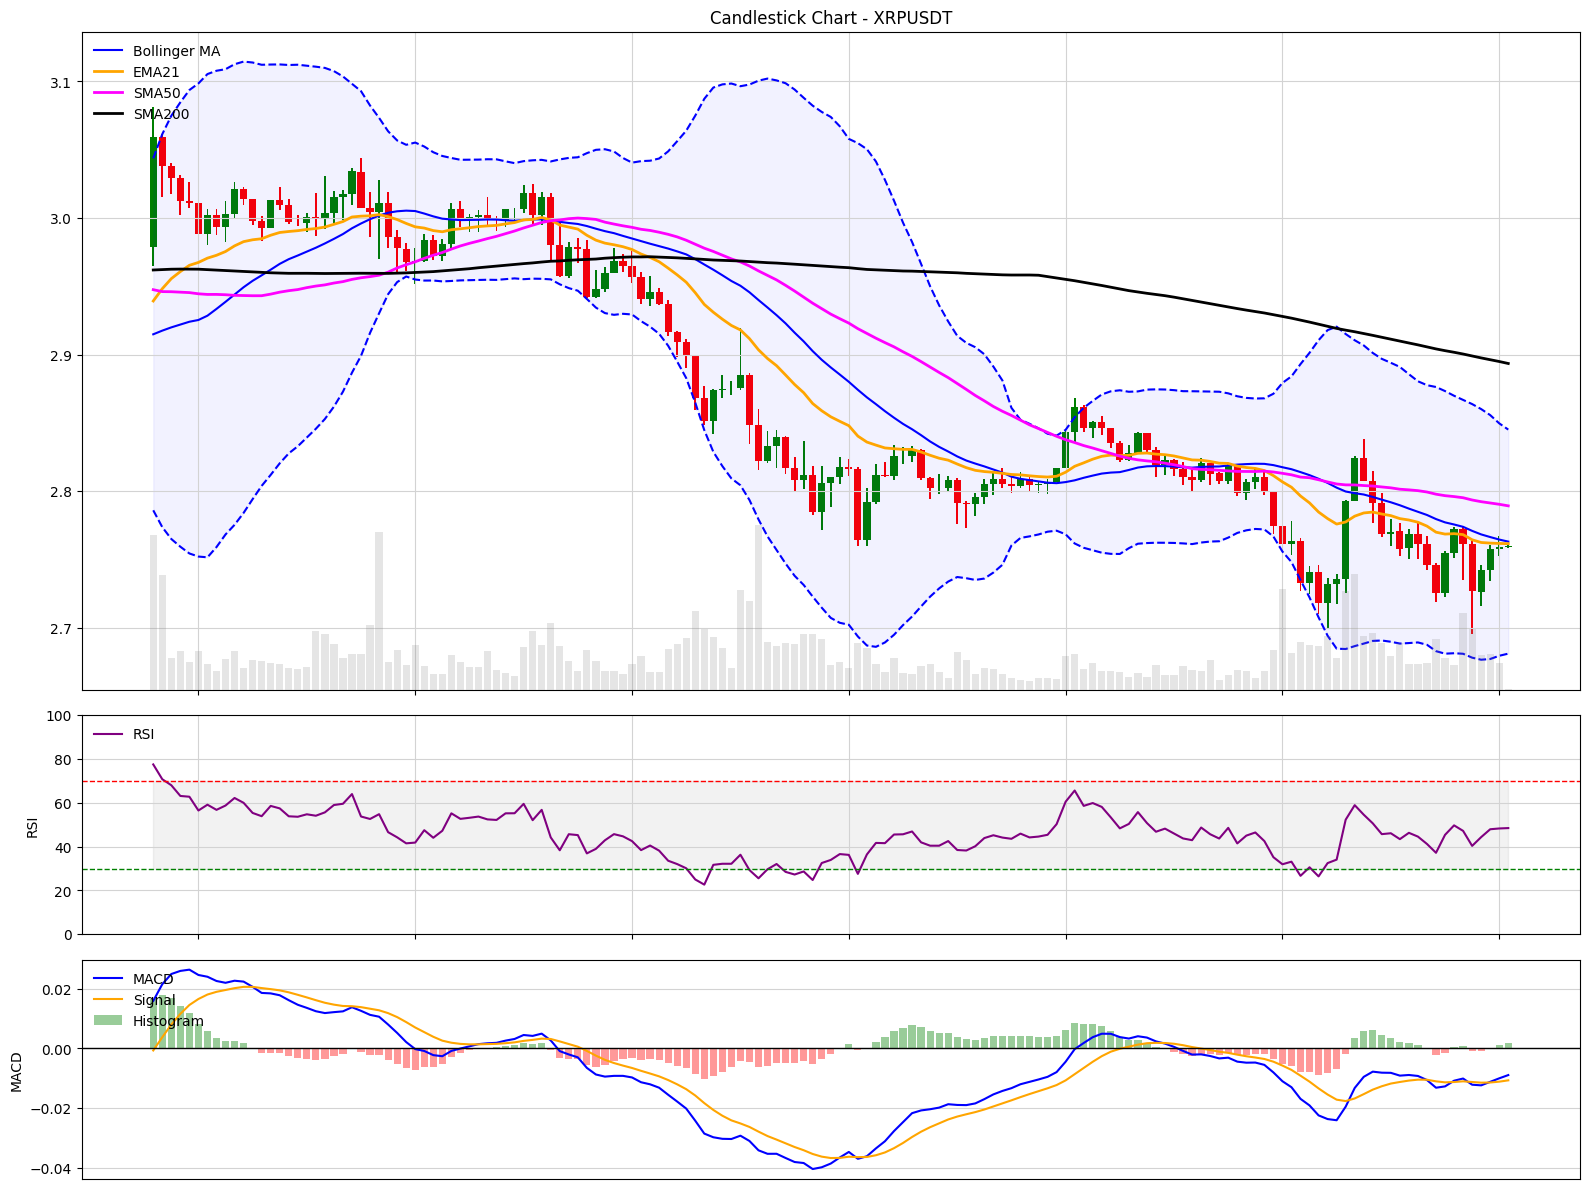 Candlestick Chart - XRPUSDT
Bollinger MA
EMA21
SMA50
SMA200
3.1
3.0
2.9
2.8
2.7
RSI
100
80
60
40
20
0
RSI
MACD
Signal
Histogram
0.02
0.00
−0.02
−0.04
MACD